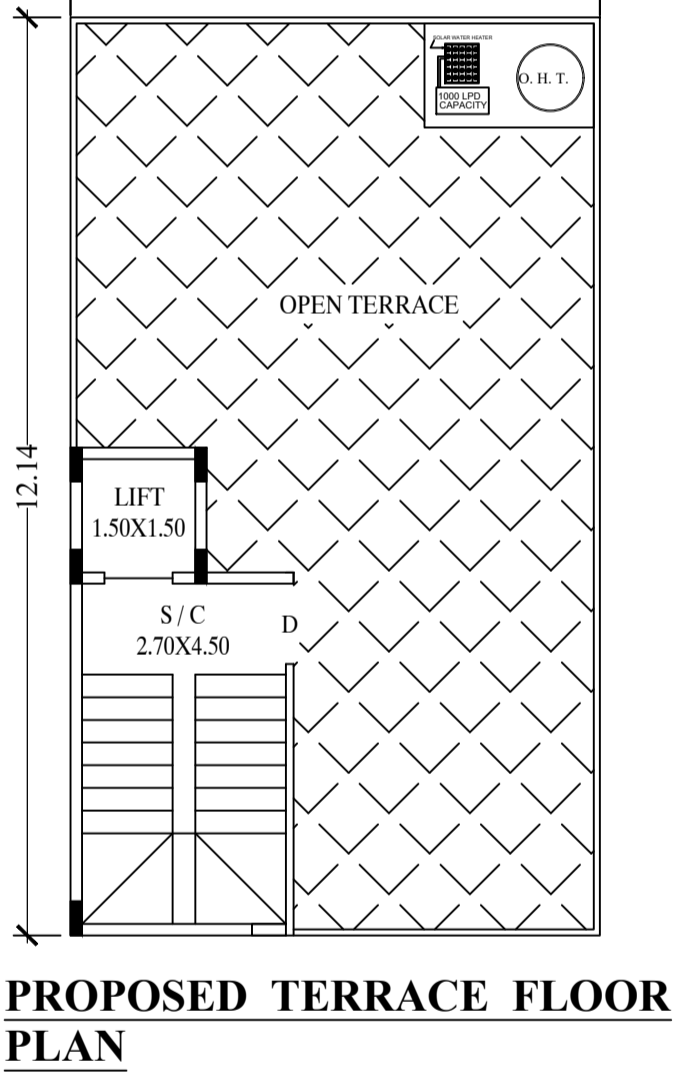 SOLAR WATER HEATER
1000 LPD
CAPACITY
O. H. T.
OPEN TERRACE
12.14
LIFT
1.50X1.50
S / C
2.70X4.50
D
PROPOSED TERRACE FLOOR
PLAN